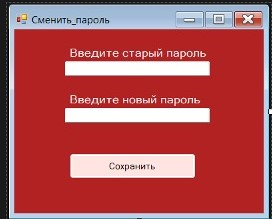 Сменить_пароль
Введите старый пароль
Введите новый пароль
Сохранить